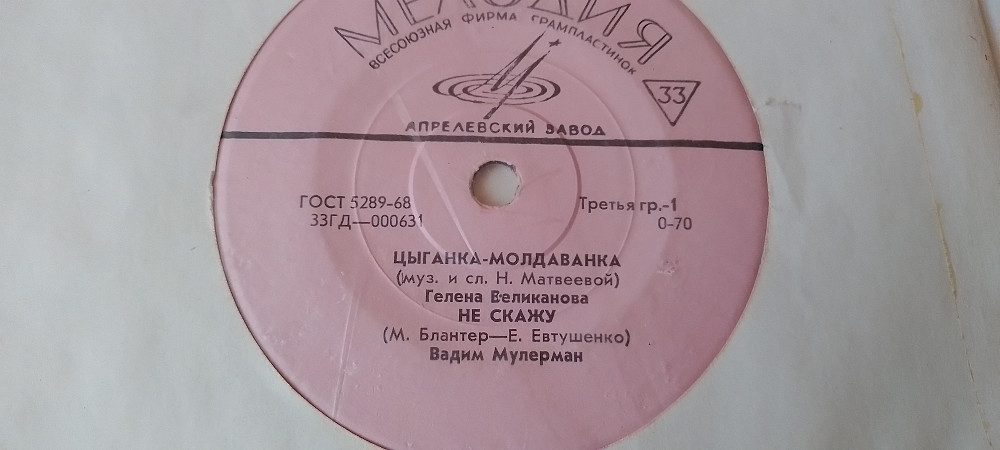 МЕЛОДИЯ
ВСЕСОЮЗНАЯ ФИРМА ГРАМПЛАСТИНОК
33
АПРЕЛЕВСКИЙ ЗАВОД
ГОСТ 5289-68 Третья гр.-1
33ГД—000631 0-70
ЦЫГАНКА-МОЛДАВАНКА
(муз. и сл. Н. Матвеевой)
Гелена Великанова
НЕ СКАЖУ
(М. Блантер—Е. Евтушенко)
Вадим Мулерман